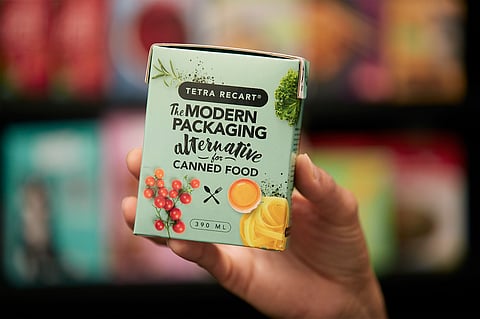 TETRA RECART®
The MODERN
PACKAGING
alternative
for
CANNED FOOD
390 ML